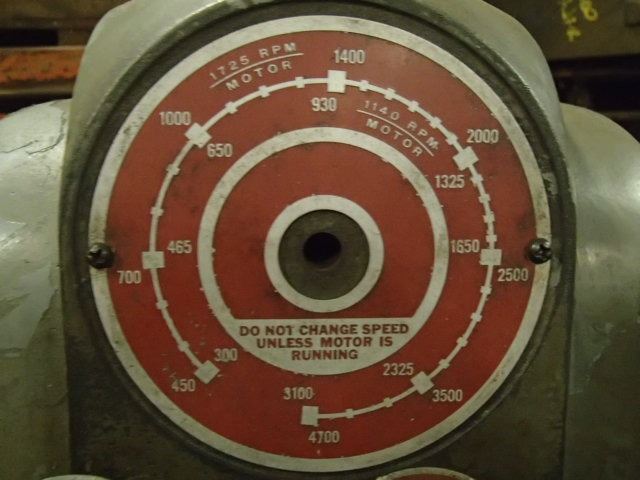 1725 RPM
MOTOR
1400
930
1140 RPM
MOTOR
1000
650
2000
1325
465
700
1650
2500
DO NOT CHANGE SPEED
UNLESS MOTOR IS
RUNNING
300
450
2325
3500
3100
4700